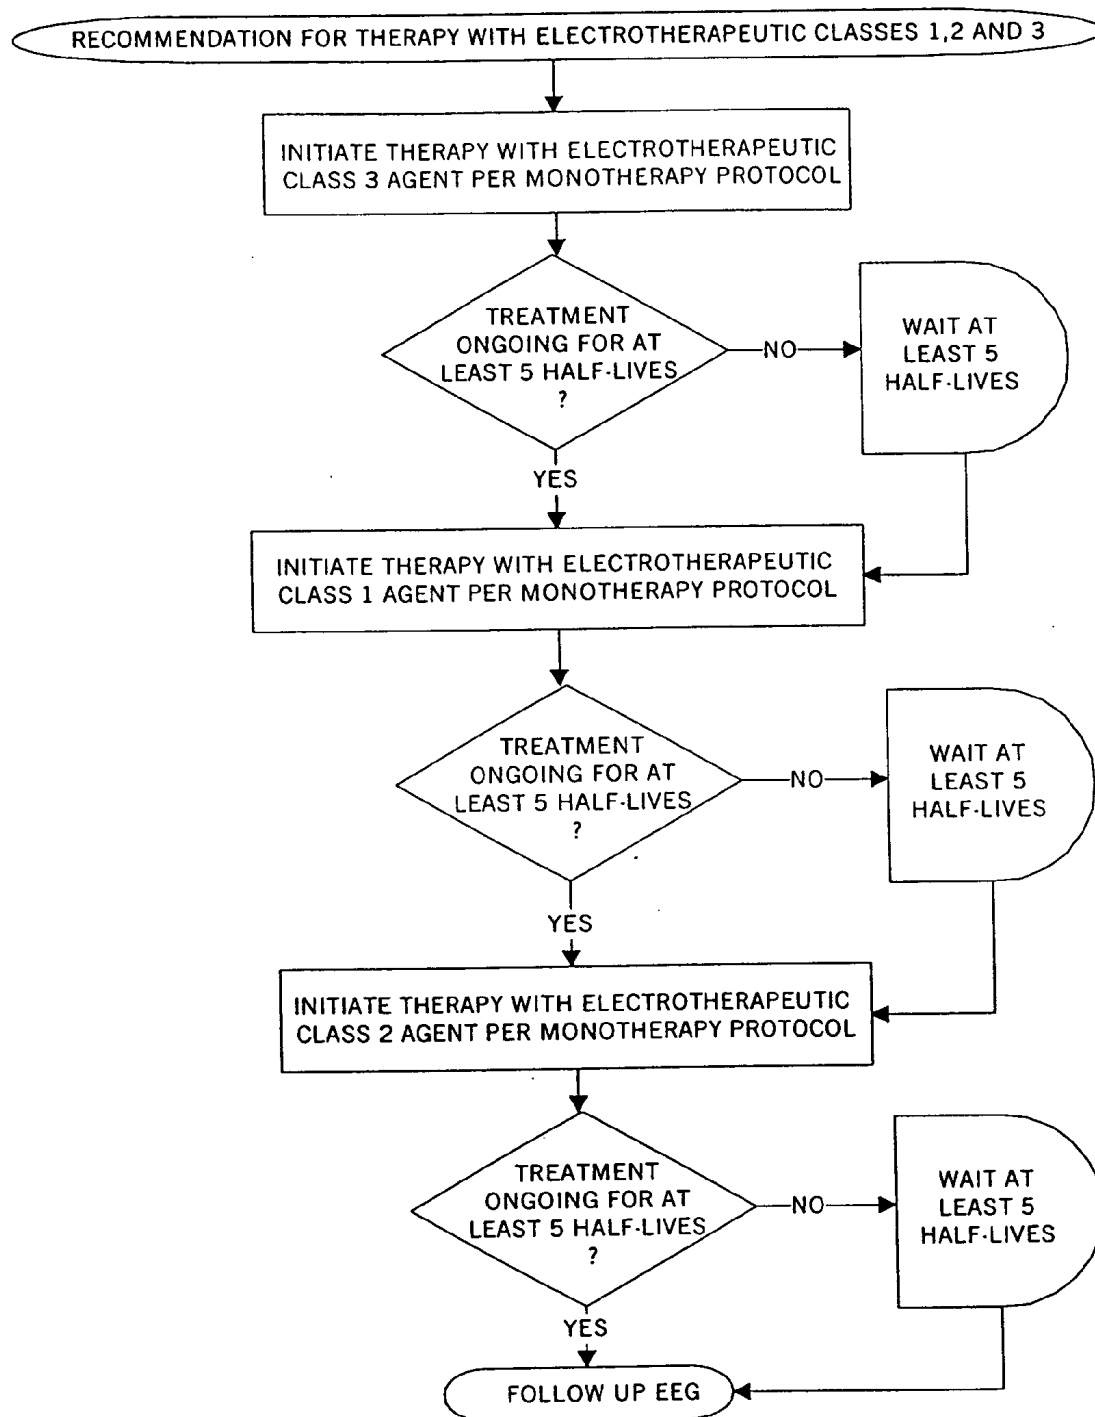 RECOMMENDATION FOR THERAPY WITH ELECTROTHERAPEUTIC CLASSES 1,2 AND 3
INITIATE THERAPY WITH ELECTROTHERAPEUTIC
CLASS 3 AGENT PER MONOTHERAPY PROTOCOL
TREATMENT
ONGOING FOR AT
LEAST 5 HALF-LIVES
?
NO
WAIT AT
LEAST 5
HALF-LIVES
YES
INITIATE THERAPY WITH ELECTROTHERAPEUTIC
CLASS 1 AGENT PER MONOTHERAPY PROTOCOL
TREATMENT
ONGOING FOR AT
LEAST 5 HALF-LIVES
?
NO
WAIT AT
LEAST 5
HALF-LIVES
YES
INITIATE THERAPY WITH ELECTROTHERAPEUTIC
CLASS 2 AGENT PER MONOTHERAPY PROTOCOL
TREATMENT
ONGOING FOR AT
LEAST 5 HALF-LIVES
?
NO
WAIT AT
LEAST 5
HALF-LIVES
YES
FOLLOW UP EEG